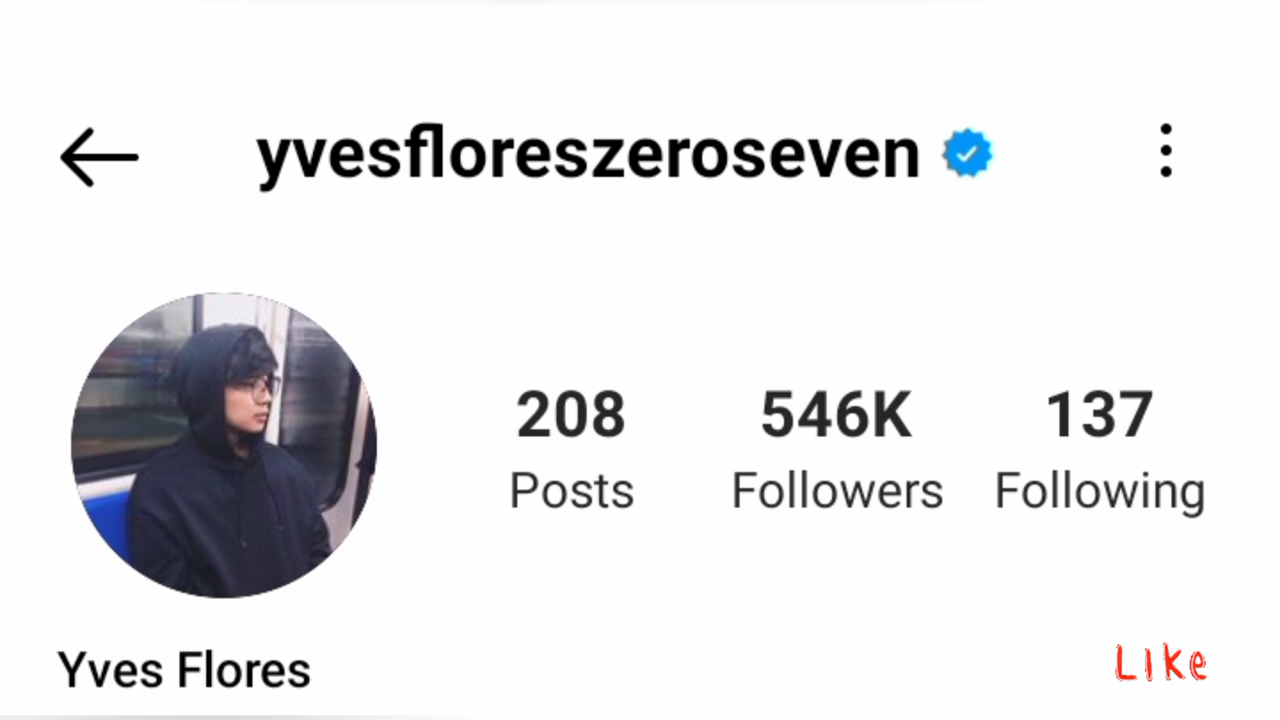 yvesfloreszeroseven
208 546K 137
Posts Followers Following
Yves Flores
LIKe